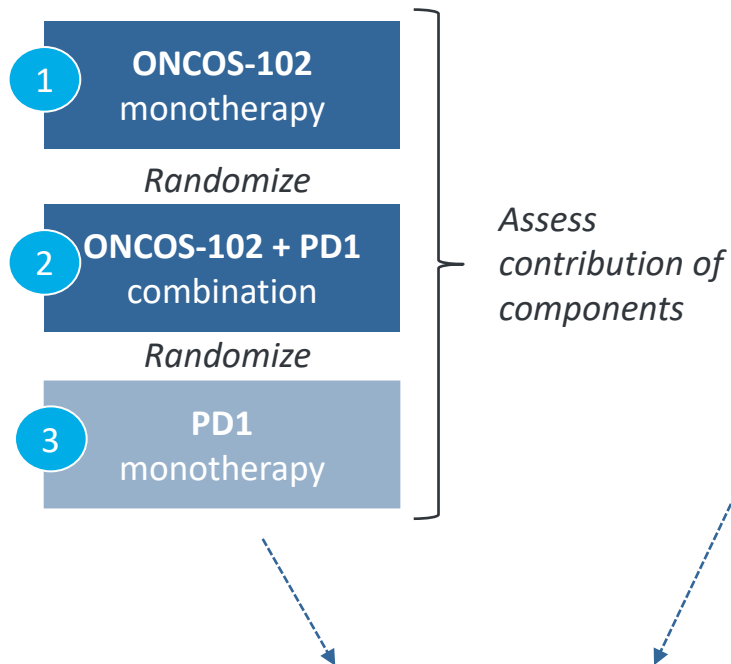 1
ONCOS-102
monotherapy
Randomize
2
ONCOS-102 + PD1
combination
Randomize
3
PD1
monotherapy
Assess
contribution of
components